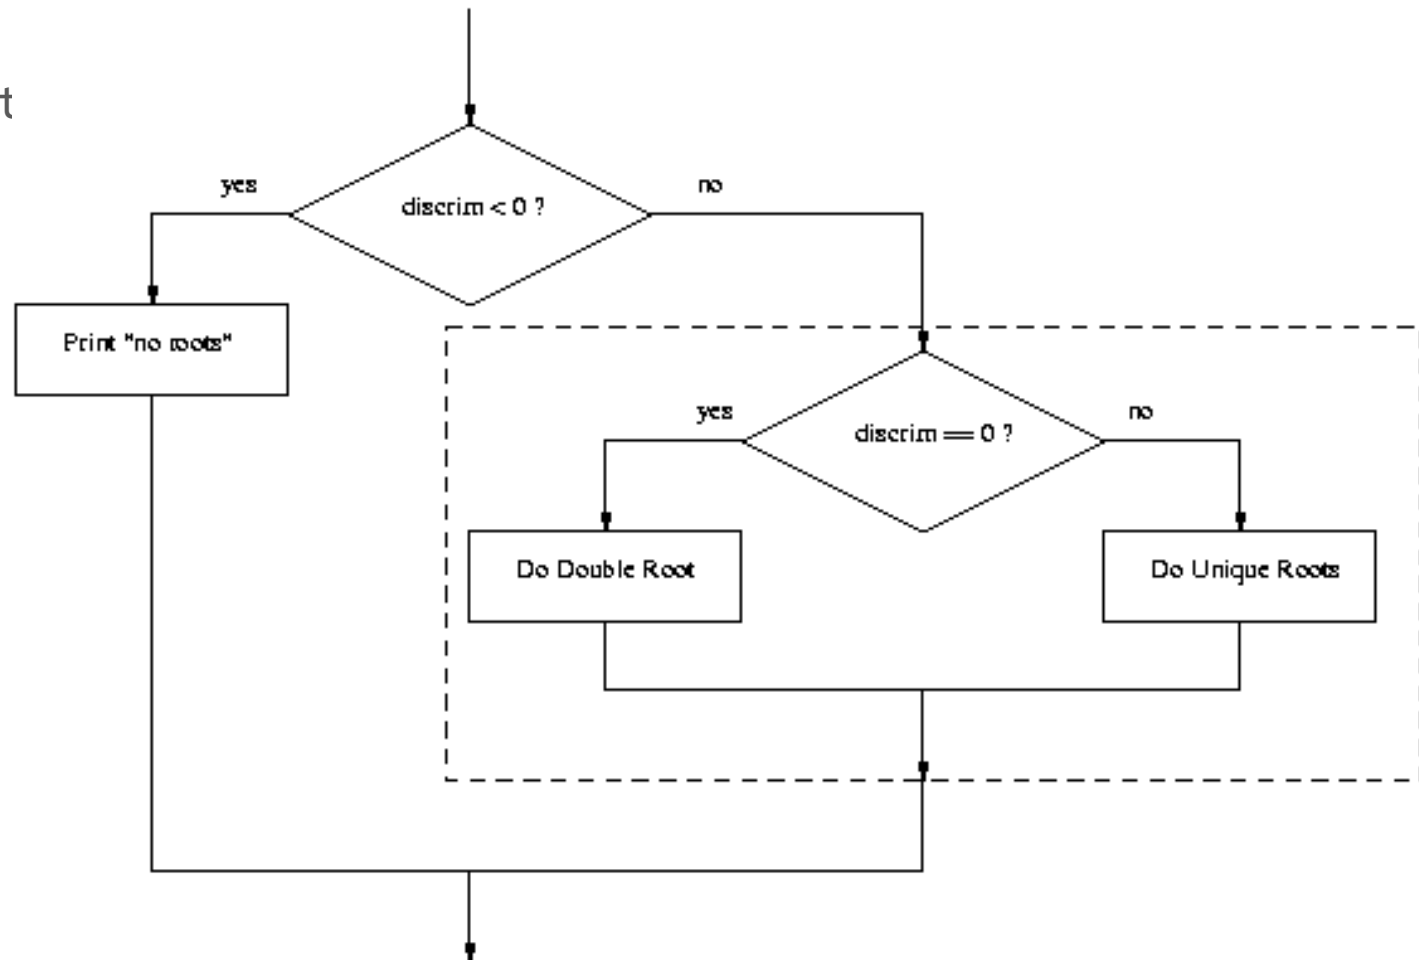 t
yes
discrim < 0 ?
no
Print "no roots"
yes
discrim == 0 ?
no
Do Double Root
Do Unique Roots